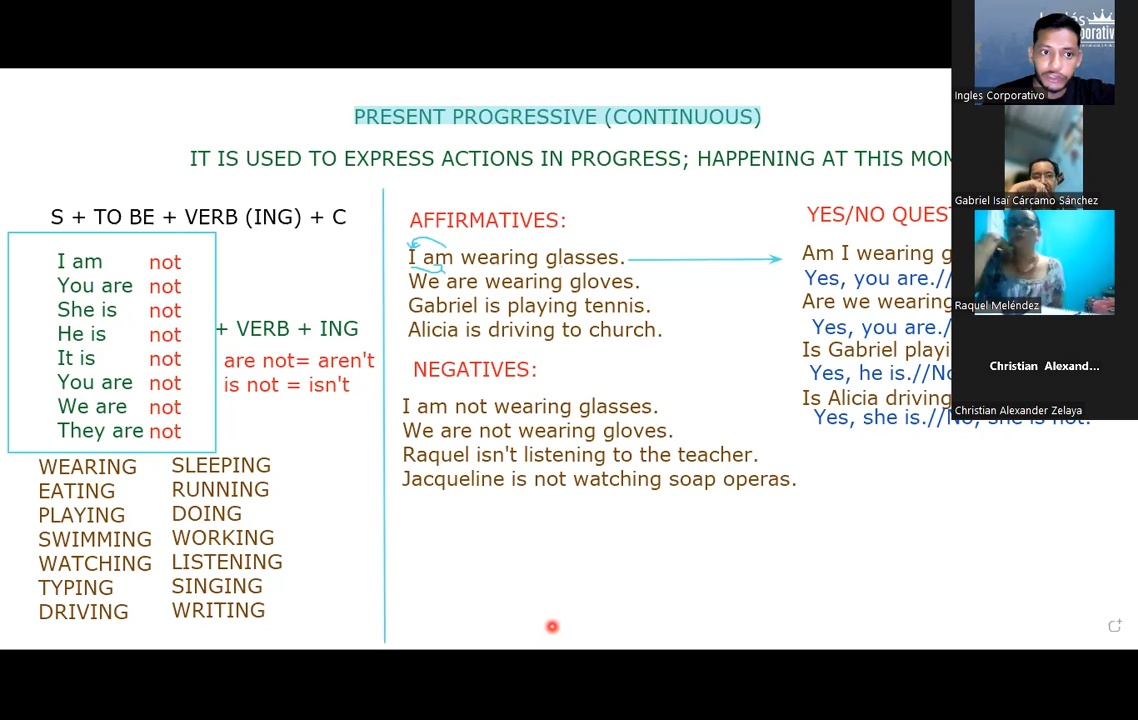 PRESENT PROGRESSIVE (CONTINUOUS)
IT IS USED TO EXPRESS ACTIONS IN PROGRESS; HAPPENING AT THIS
S + TO BE + VERB (ING) + C
I am not
You are not
She is not
He is not
It is not
You are not
We are not
They are not
+ VERB + ING
are not= aren't
is not = isn't
WEARING SLEEPING
EATING RUNNING
PLAYING DOING
SWIMMING WORKING
WATCHING LISTENING
TYPING SINGING
DRIVING WRITING
AFFIRMATIVES:
I am wearing glasses.
We are wearing gloves.
Gabriel is playing tennis.
Alicia is driving to church.
NEGATIVES:
I am not wearing glasses.
We are not wearing gloves.
Raquel isn't listening to the teacher.
Jacqueline is not watching soap operas.
YES/NO
Am I wearing
Yes, you are.//
Are we wearing
Yes, you are.//
Is Gabriel
Yes, he is.//
Is Alicia driving
Yes, she is.//No, she is not.
Ingles Corporativo
Gabriel Isaí Cárcamo Sánchez
Raquel Meléndez
Christian Alexand...
Christian Alexander Zelaya